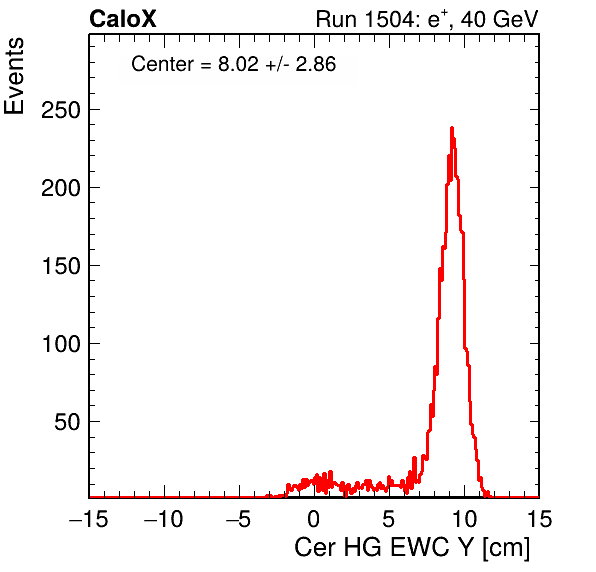 CaloX Run 1504: e⁺, 40 GeV
Center = 8.02 +/- 2.86
Events
250
200
150
100
50
−15 −10 −5 0 5 10 15
Cer HG EWC Y [cm]